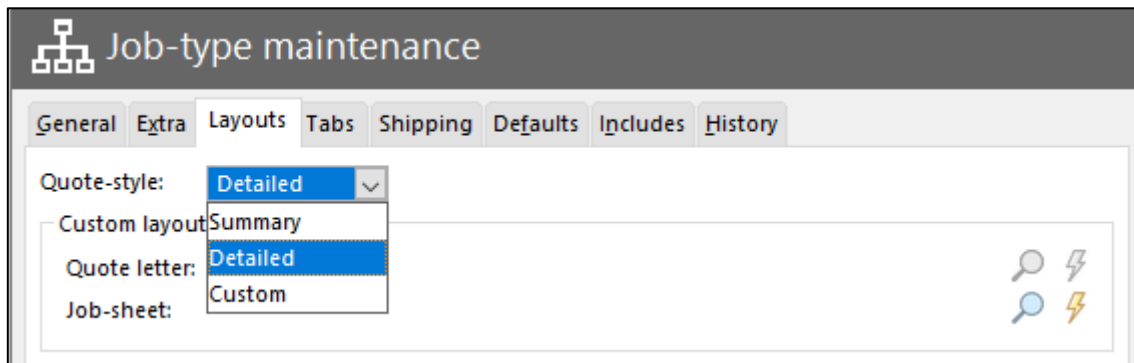 Job-type maintenance
General Extra Layouts Tabs Shipping Defaults Includes History
Quote-style: Detailed
Custom layout Summary
Quote letter: Detailed
Job-sheet: Custom